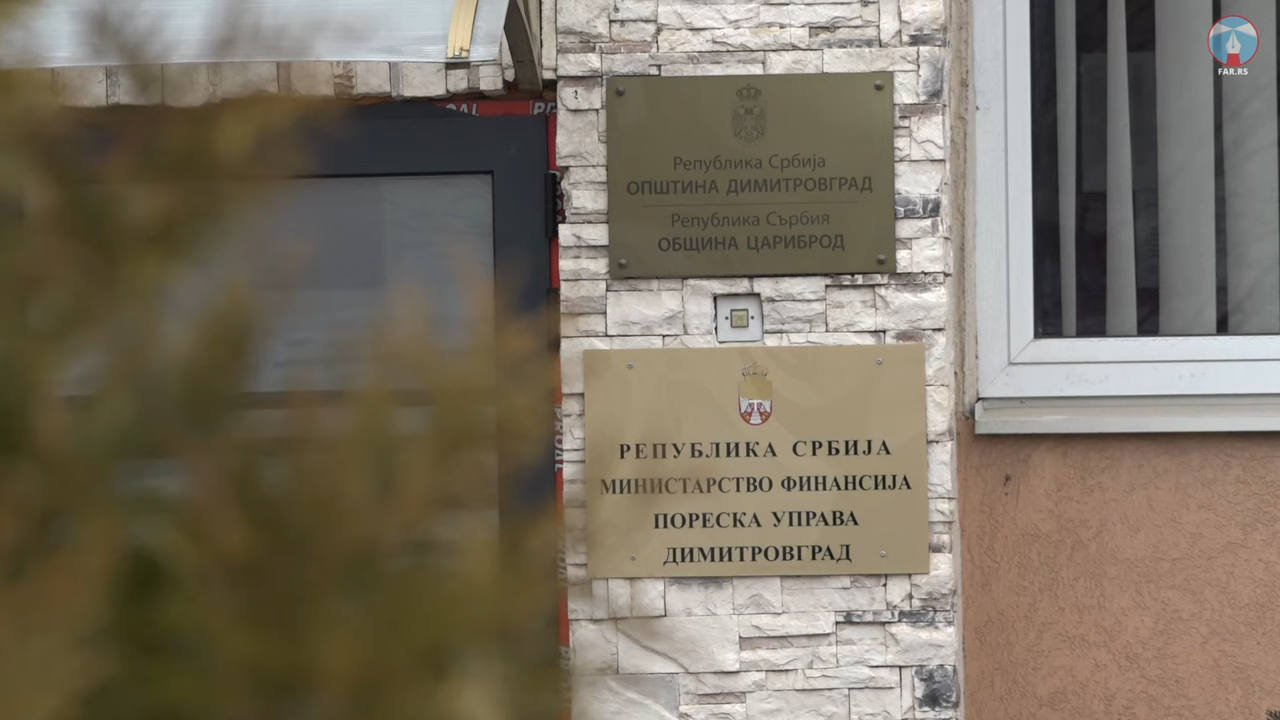 FAR.RS
Република Србија
ОПШТИНА ДИМИТРОВГРАД
Република Сърбия
ОБЩИНА ЦАРИБРОД
РЕПУБЛИКА СРБИЈА
МИНИСТАРСТВО ФИНАНСИЈА
ПОРЕСКА УПРАВА
ДИМИТРОВГРАД